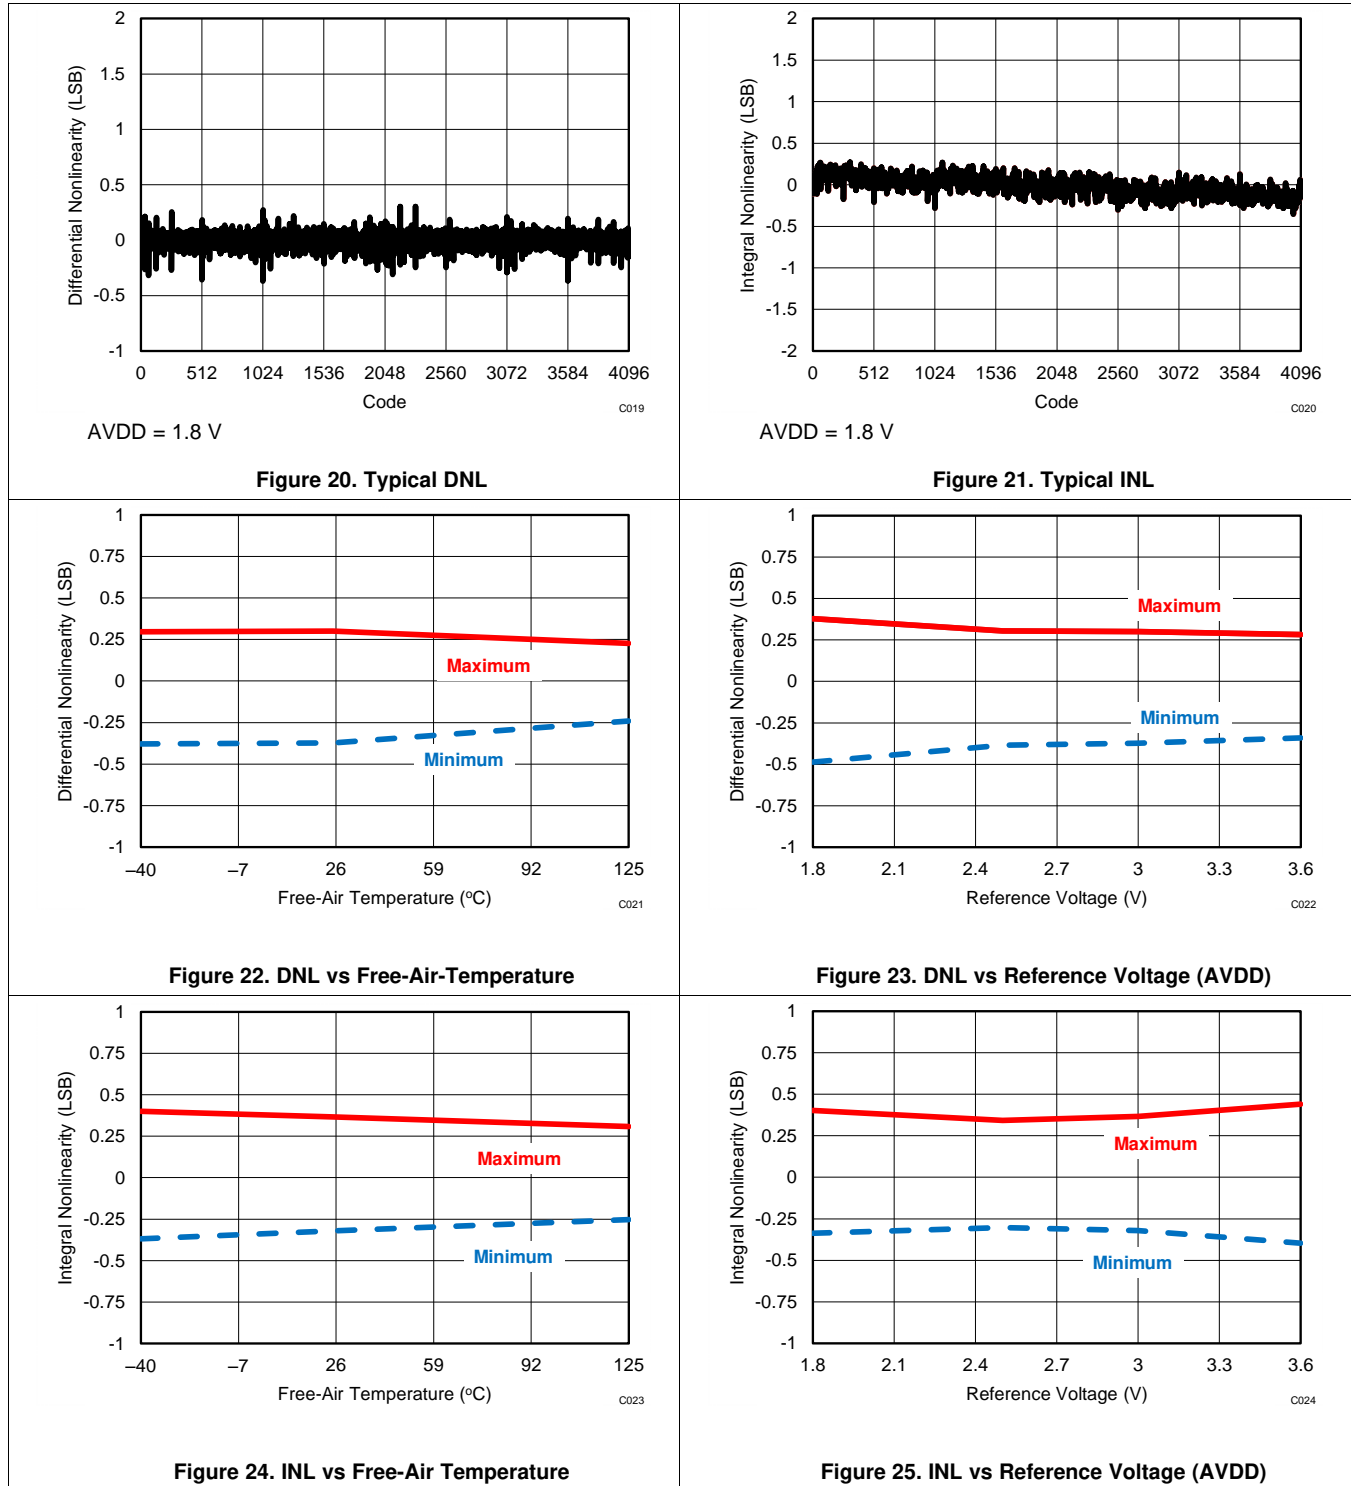 2
1.5
1
0.5
0
-0.5
-1
Differential Nonlinearity (LSB)
0 512 1024 1536 2048 2560 3072 3584 4096
Code
C019
AVDD = 1.8 V
Figure 20. Typical DNL
2
1.5
1
0.5
0
-0.5
-1
-1.5
-2
Integral Nonlinearity (LSB)
0 512 1024 1536 2048 2560 3072 3584 4096
Code
C020
AVDD = 1.8 V
Figure 21. Typical INL
1
0.75
0.5
0.25
0
-0.25
-0.5
-0.75
-1
Differential Nonlinearity (LSB)
Maximum
Minimum
–40 –7 26 59 92 125
Free-Air Temperature (ºC)
C021
Figure 22. DNL vs Free-Air-Temperature
1
0.75
0.5
0.25
0
-0.25
-0.5
-0.75
-1
Differential Nonlinearity (LSB)
Maximum
Minimum
1.8 2.1 2.4 2.7 3 3.3 3.6
Reference Voltage (V)
C022
Figure 23. DNL vs Reference Voltage (AVDD)
1
0.75
0.5
0.25
0
-0.25
-0.5
-0.75
-1
Integral Nonlinearity (LSB)
Maximum
Minimum
–40 –7 26 59 92 125
Free-Air Temperature (ºC)
C023
Figure 24. INL vs Free-Air Temperature
1
0.75
0.5
0.25
0
-0.25
-0.5
-0.75
-1
Integral Nonlinearity (LSB)
Maximum
Minimum
1.8 2.1 2.4 2.7 3 3.3 3.6
Reference Voltage (V)
C024
Figure 25. INL vs Reference Voltage (AVDD)